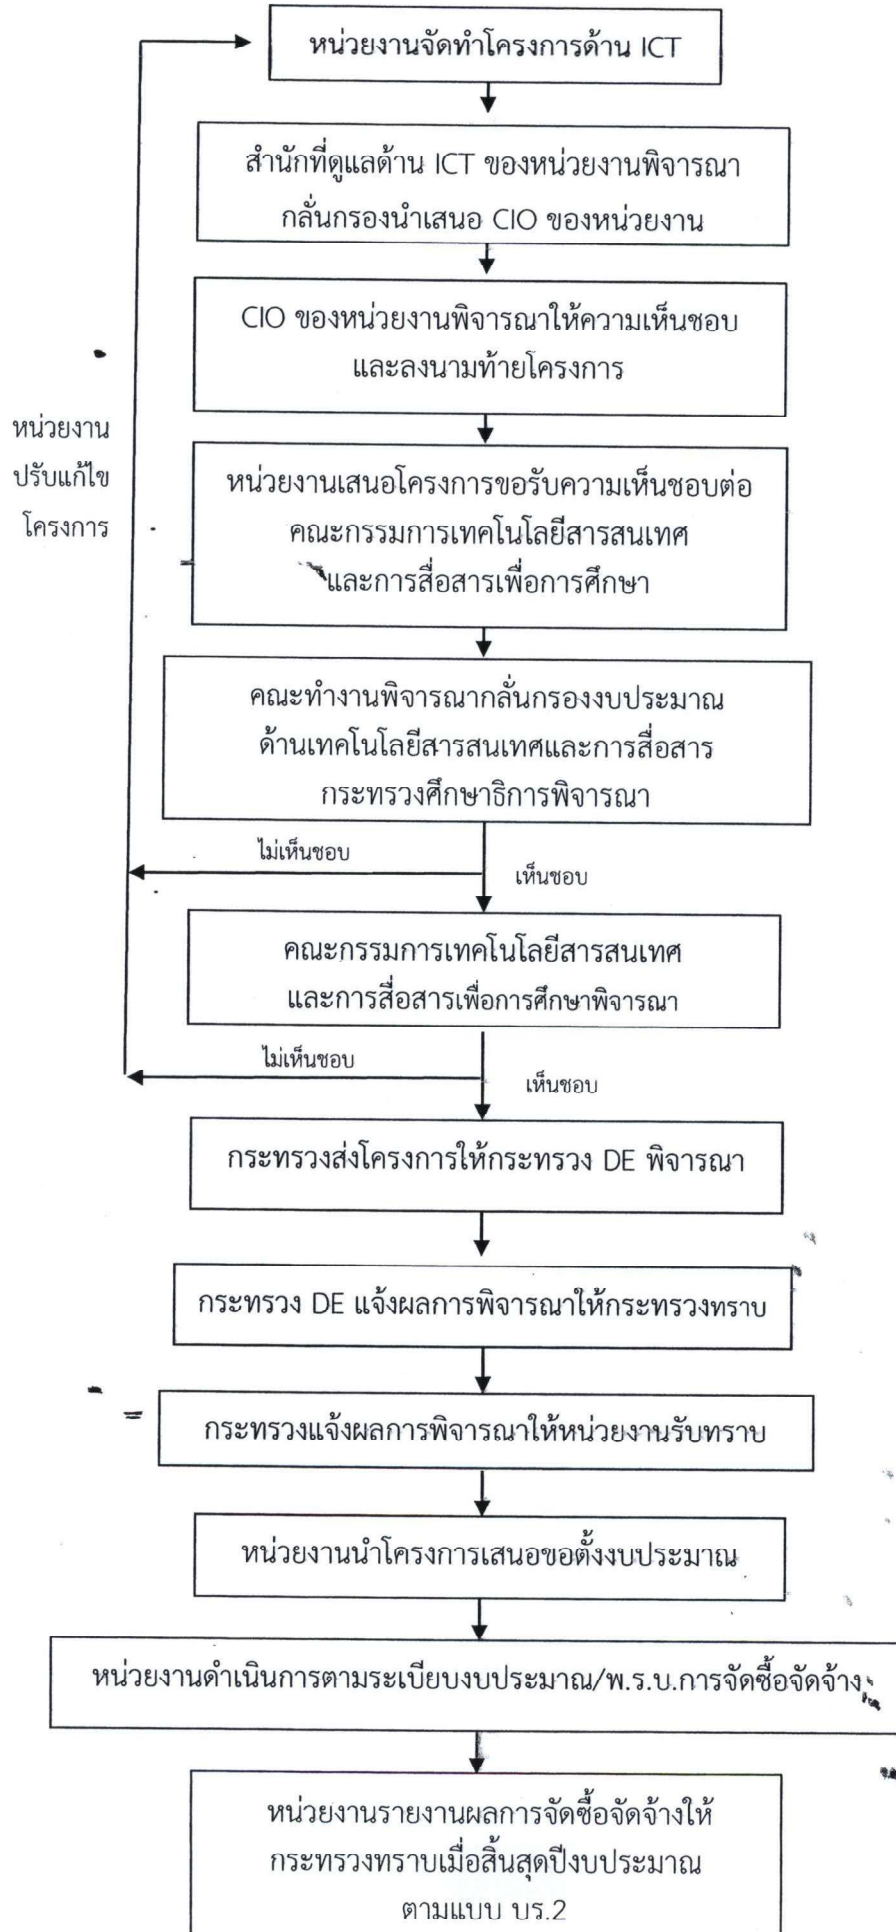 หน่วยงานจัดทำโครงการด้าน ICT
สำนักที่ดูแลด้าน ICT ของหน่วยงานพิจารณา
กลั่นกรองนำเสนอ CIO ของหน่วยงาน
CIO ของหน่วยงานพิจารณาให้ความเห็นชอบ
และลงนามท้ายโครงการ
หน่วยงาน
ปรับแก้ไข
โครงการ
หน่วยงานเสนอโครงการขอรับความเห็นชอบต่อ
คณะกรรมการเทคโนโลยีสารสนเทศ
และการสื่อสารเพื่อการศึกษา
คณะทำงานพิจารณากลั่นกรองงบประมาณ
ด้านเทคโนโลยีสารสนเทศและการสื่อสาร
กระทรวงศึกษาธิการพิจารณา
ไม่เห็นชอบ
เห็นชอบ
คณะกรรมการเทคโนโลยีสารสนเทศ
และการสื่อสารเพื่อการศึกษาพิจารณา
ไม่เห็นชอบ
เห็นชอบ
กระทรวงส่งโครงการให้กระทรวง DE พิจารณา
กระทรวง DE แจ้งผลการพิจารณาให้กระทรวงทราบ
กระทรวงแจ้งผลการพิจารณาให้หน่วยงานรับทราบ
หน่วยงานนำโครงการเสนอขอตั้งงบประมาณ
หน่วยงานดำเนินการตามระเบียบงบประมาณ/พ.ร.บ.การจัดซื้อจัดจ้าง
หน่วยงานรายงานผลการจัดซื้อจัดจ้างให้
กระทรวงทราบเมื่อสิ้นสุดปีงบประมาณ
ตามแบบ บร.2